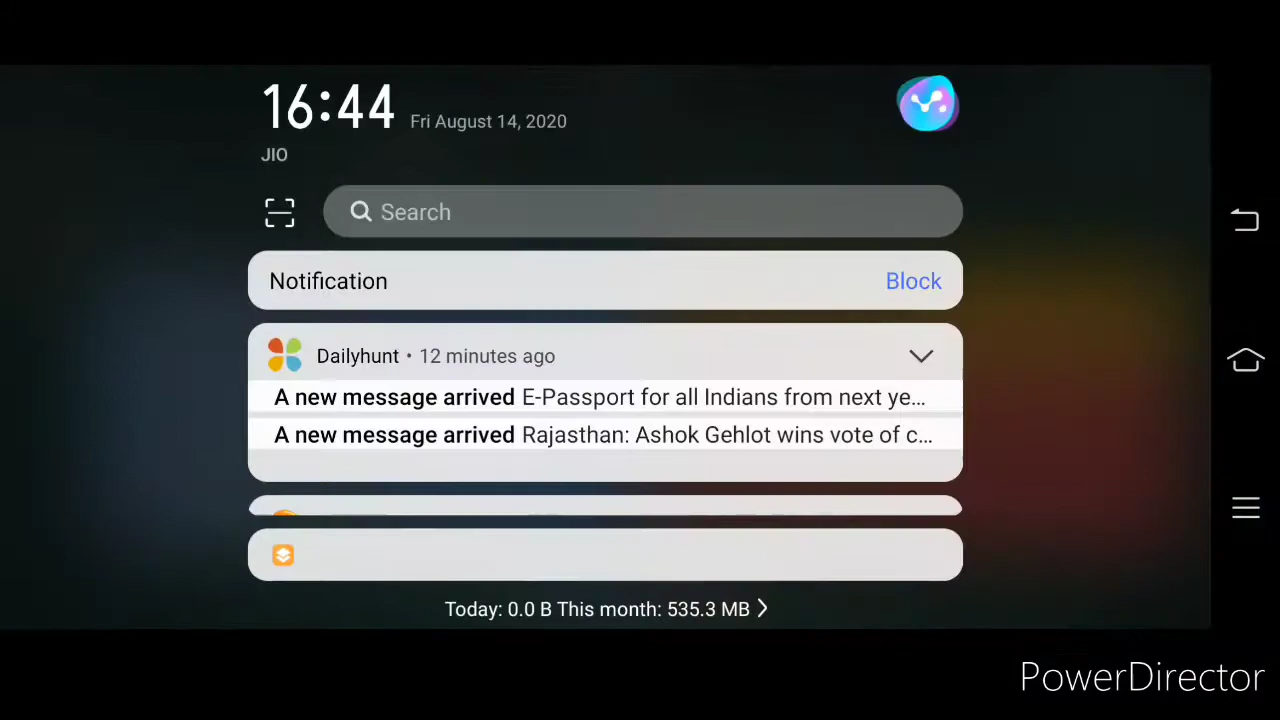 16:44 Fri August 14, 2020
JIO
Search
Notification Block
Dailyhunt • 12 minutes ago
A new message arrived E-Passport for all Indians from next ye...
A new message arrived Rajasthan: Ashok Gehlot wins vote of c...
Today: 0.0 B This month: 535.3 MB
PowerDirector